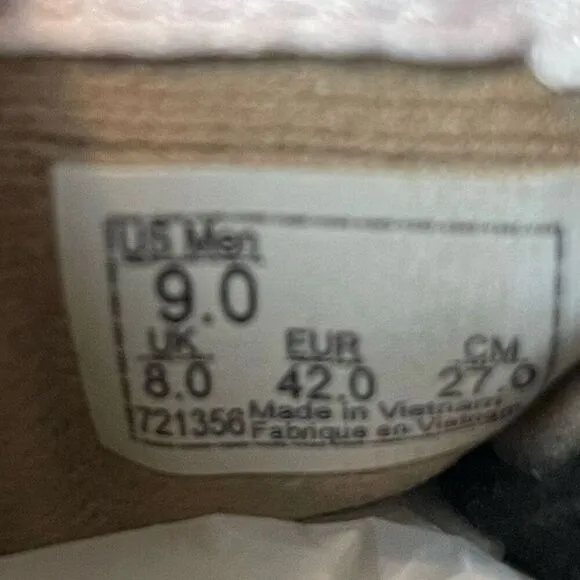 US Men
9.0
UK EUR CM
8.0 42.0 27.0
721356 Made in Vietnam
Fabrique en Vietnam